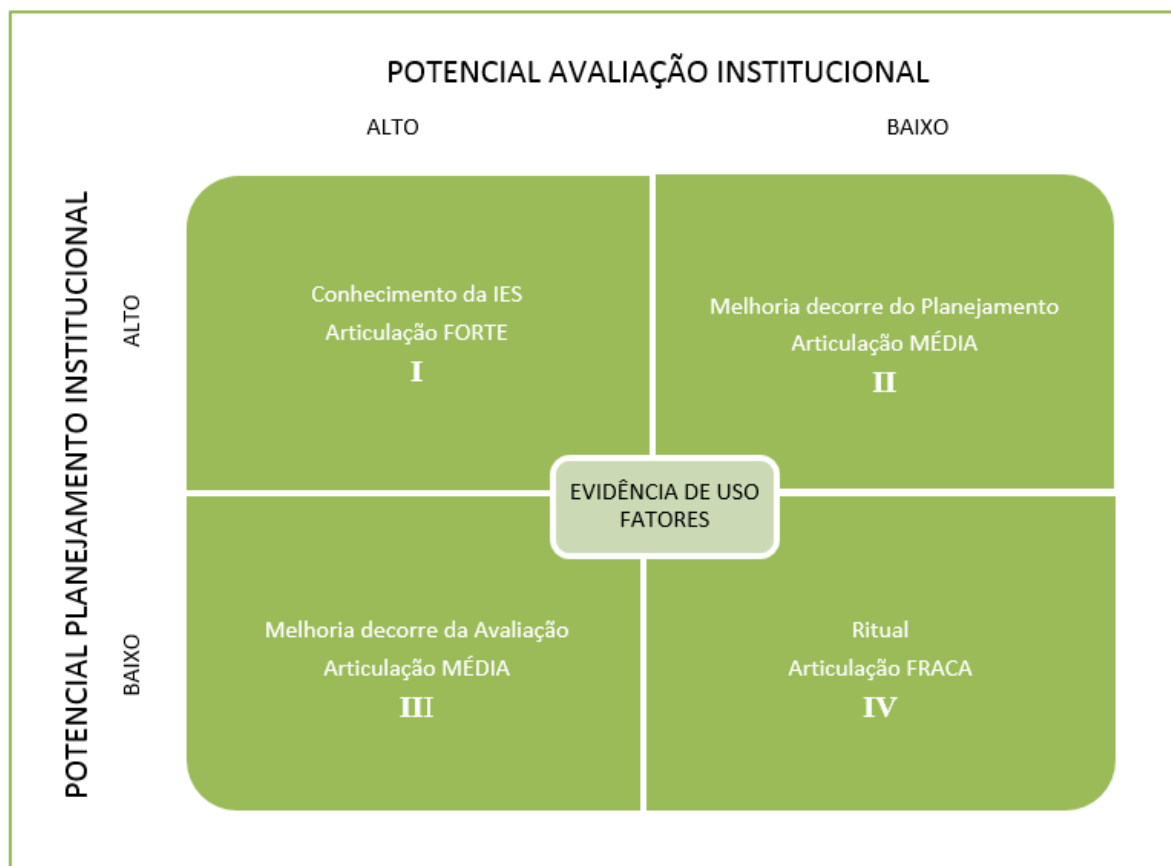 POTENCIAL AVALIAÇÃO INSTITUCIONAL
ALTO
BAIXO
POTENCIAL PLANEJAMENTO INSTITUCIONAL
ALTO
Conhecimento da IES
Articulação FORTE
I
Melhoria decorre do Planejamento
Articulação MÉDIA
II
EVIDÊNCIA DE USO
FATORES
BAIXO
Melhoria decorre da Avaliação
Articulação MÉDIA
III
Ritual
Articulação FRACA
IV